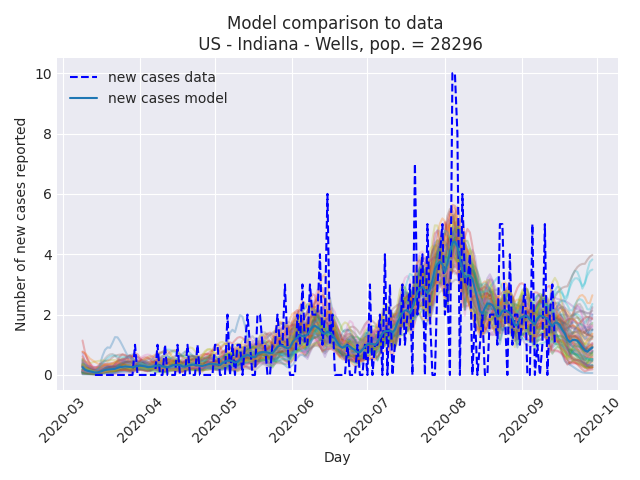 Model comparison to data
US - Indiana - Wells, pop. = 28296
new cases data
new cases model
Number of new cases reported
10
8
6
4
2
0
2020-03
2020-04
2020-05
2020-06
2020-07
2020-08
2020-09
2020-10
Day